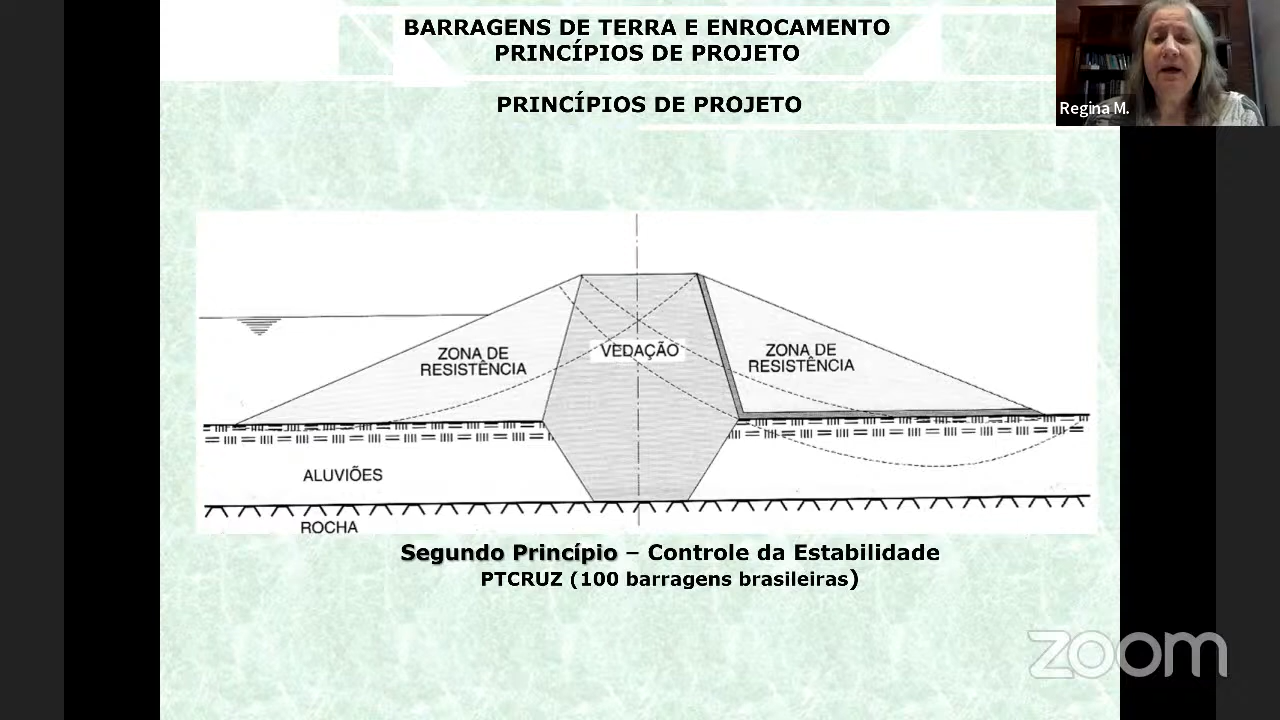 BARRAGENS DE TERRA E ENROCAMENTO
PRINCÍPIOS DE PROJETO
Regina M.
PRINCÍPIOS DE PROJETO
ZONA DE
RESISTÊNCIA
VEDAÇÃO
ZONA DE
RESISTÊNCIA
ALUVIÕES
ROCHA
Segundo Princípio – Controle da Estabilidade
PTCRUZ (100 barragens brasileiras)
zoom